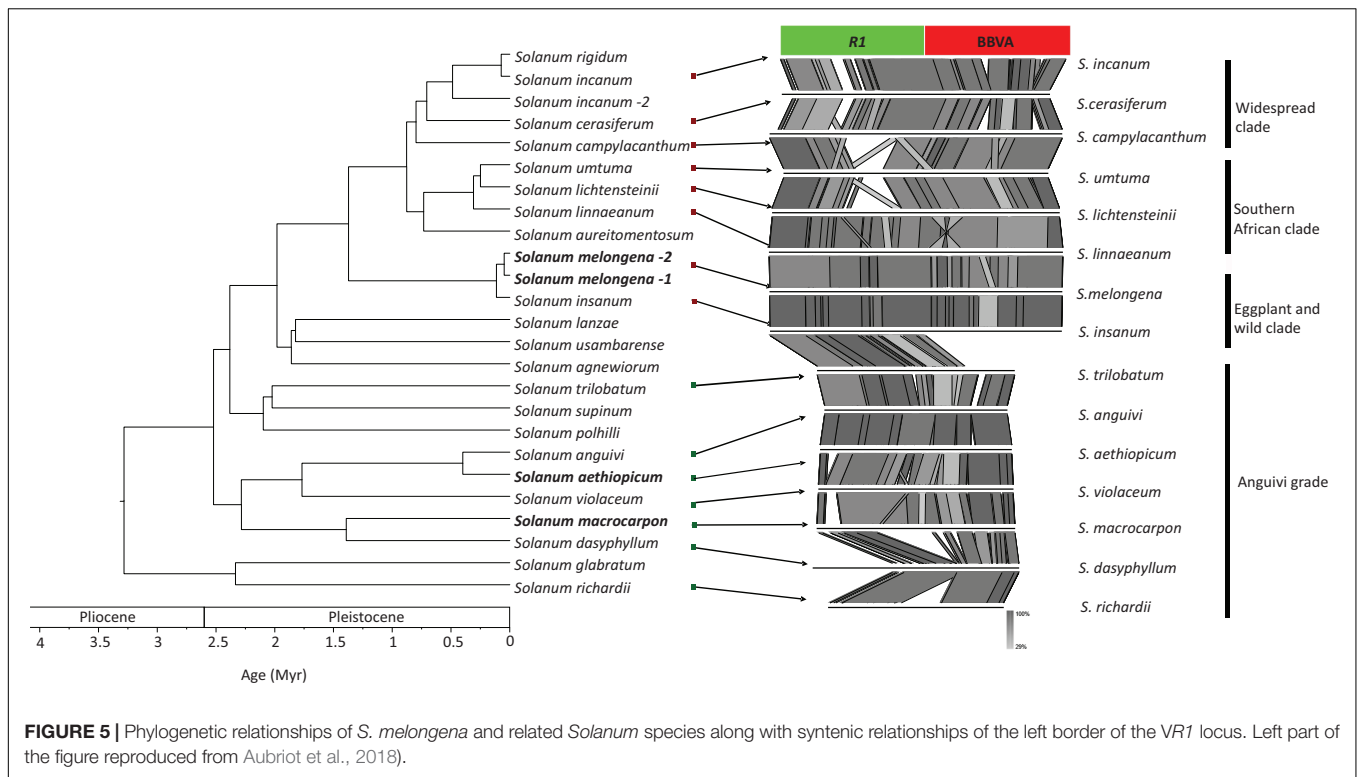 R1
BBVA
Solanum rigidum
Solanum incanum
Solanum incanum -2
Solanum cerasiferum
Solanum campylacanthum
Solanum umtuma
Solanum lichtensteinii
Solanum linnaeanum
Solanum aureitomentosum
Solanum melongena -2
Solanum melongena -1
Solanum insanum
Solanum lanzae
Solanum usambarense
Solanum agnewiorum
Solanum trilobatum
Solanum supinum
Solanum polhilli
Solanum anguivi
Solanum aethiopicum
Solanum violaceum
Solanum macrocarpon
Solanum dasyphyllum
Solanum glabratum
Solanum richardii
S. incanum
S.cerasiferum
S. campylacanthum
S. umtuma
S. lichtensteinii
S. linnaeanum
S.melongena
S. insanum
S. trilobatum
S. anguivi
S. aethiopicum
S. violaceum
S. macrocarpon
S. dasyphyllum
S. richardii
Widespread
clade
Southern
African clade
Eggplant and
wild clade
Anguivi grade
100%
29%
Pliocene
Pleistocene
4 3.5 3 2.5 2 1.5 1 0.5 0
Age (Myr)
FIGURE 5 | Phylogenetic relationships of S. melongena and related Solanum species along with syntenic relationships of the left border of the VR1 locus. Left part of
the figure reproduced from Aubriot et al., 2018).